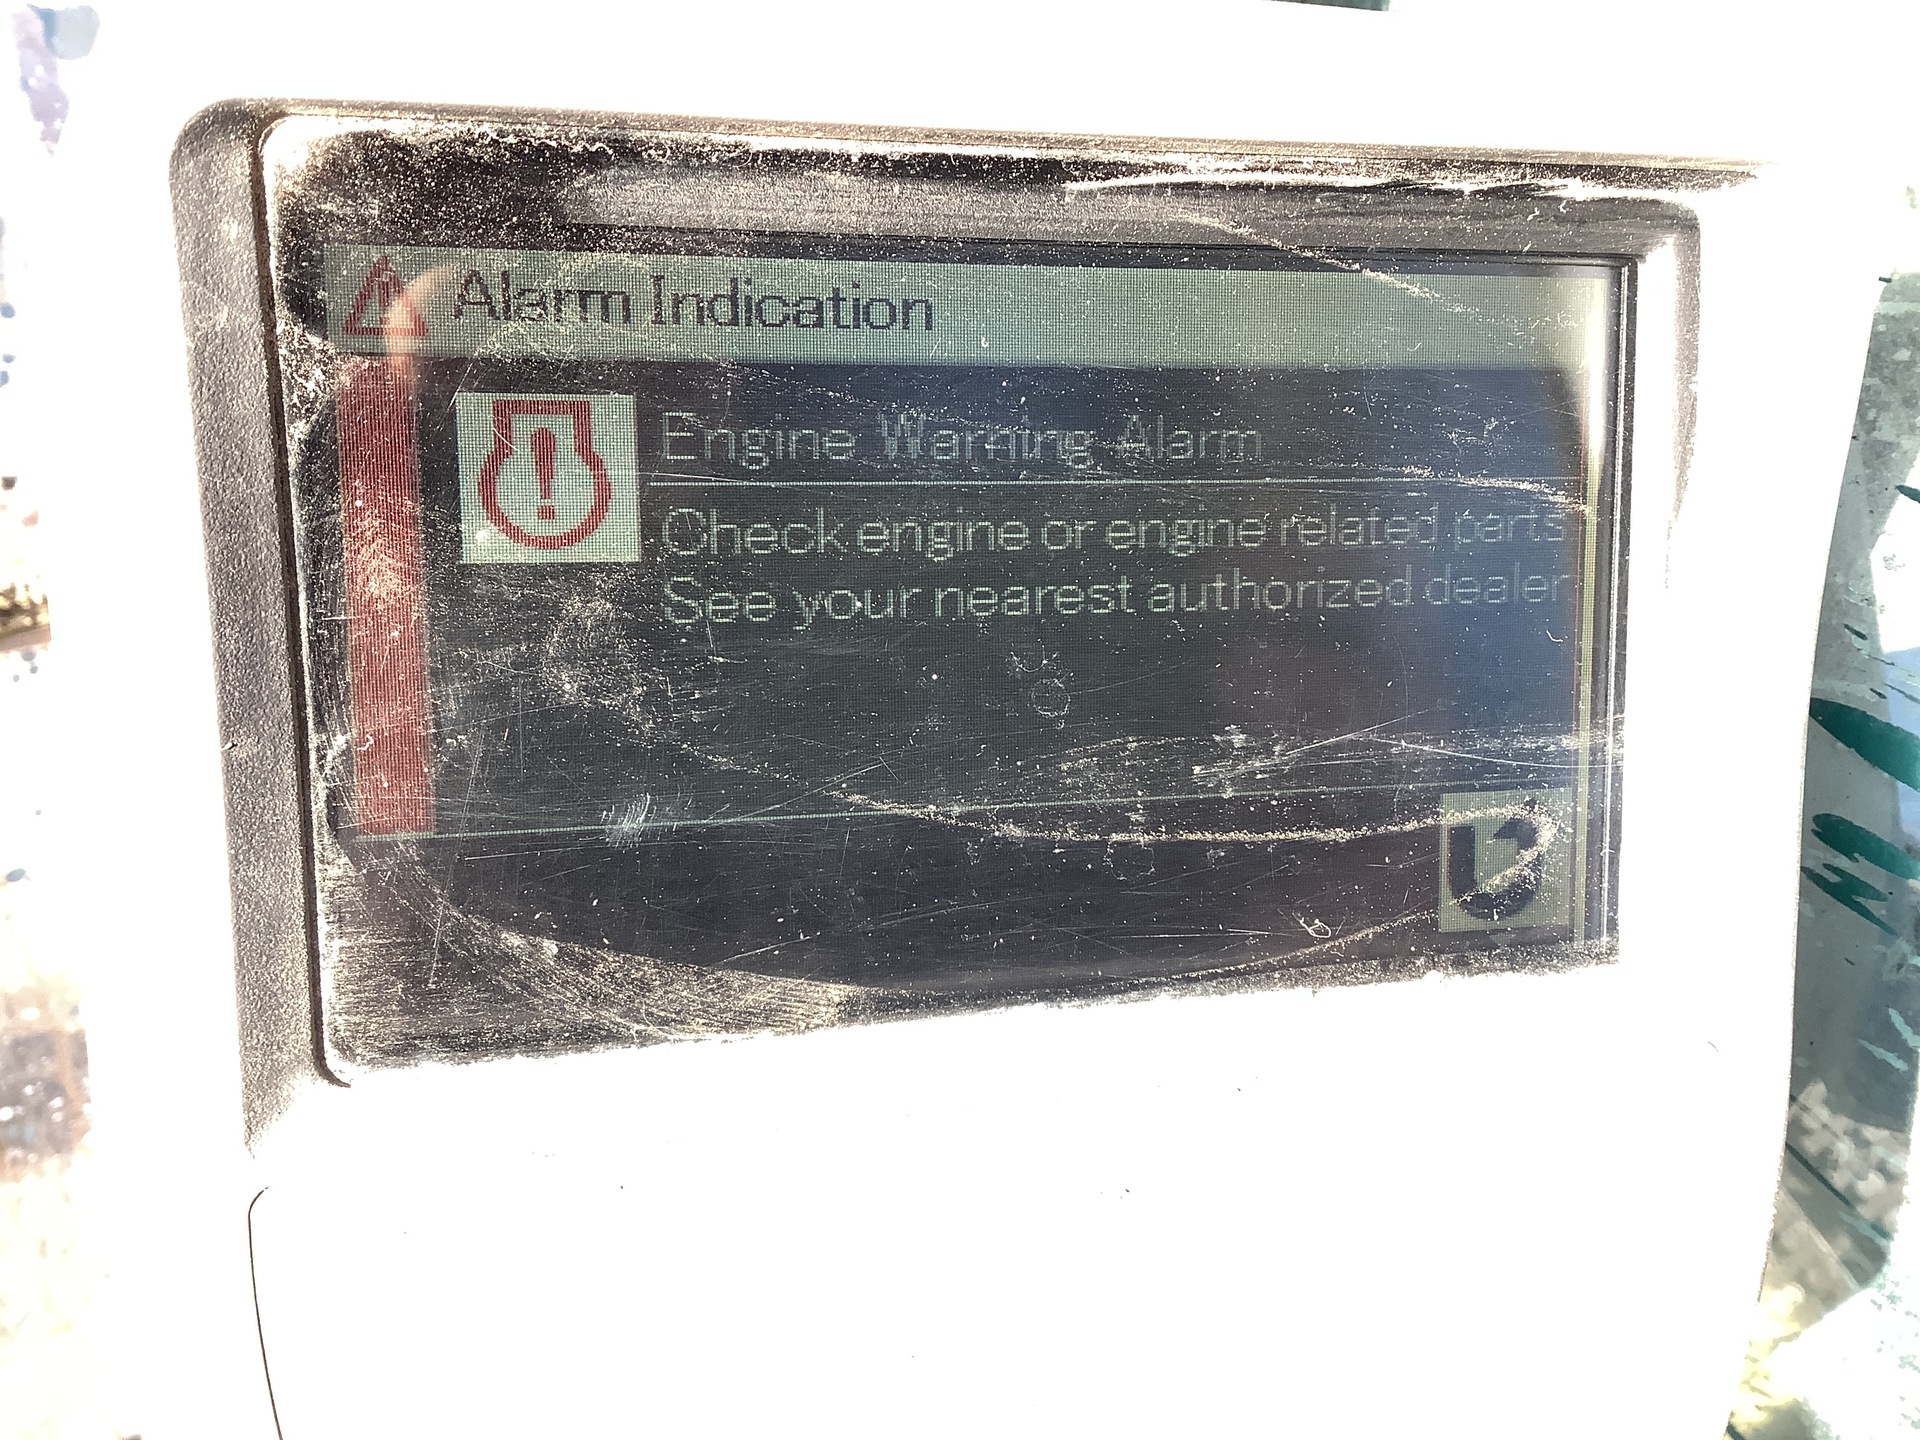 Alarm Indication
Engine Warning Alarm
Check engine or engine related parts
See your nearest authorized dealer